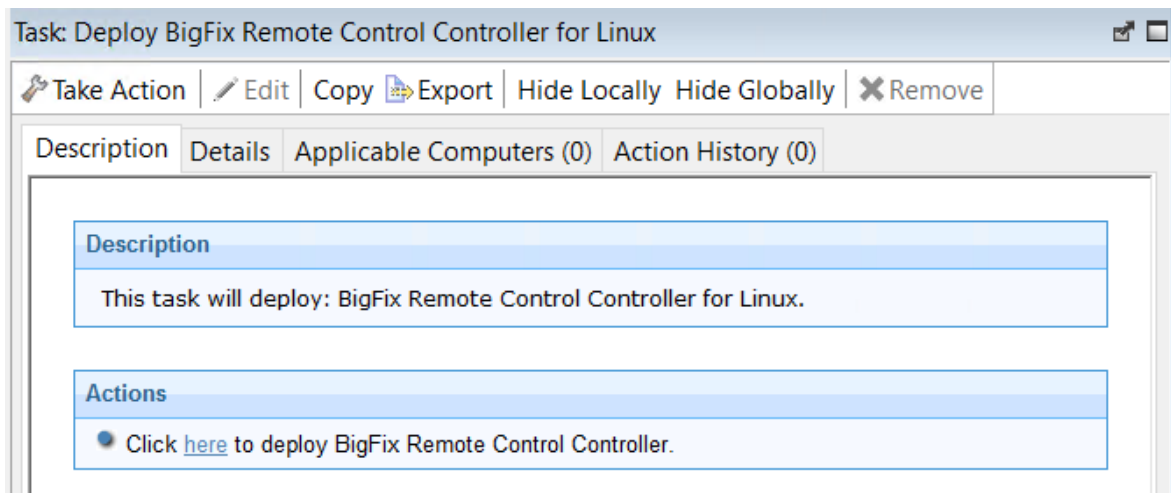 Task: Deploy BigFix Remote Control Controller for Linux
Take Action Edit Copy Export Hide Locally Hide Globally Remove
Description Details Applicable Computers (0) Action History (0)
Description
This task will deploy: BigFix Remote Control Controller for Linux.
Actions
Click here to deploy BigFix Remote Control Controller.